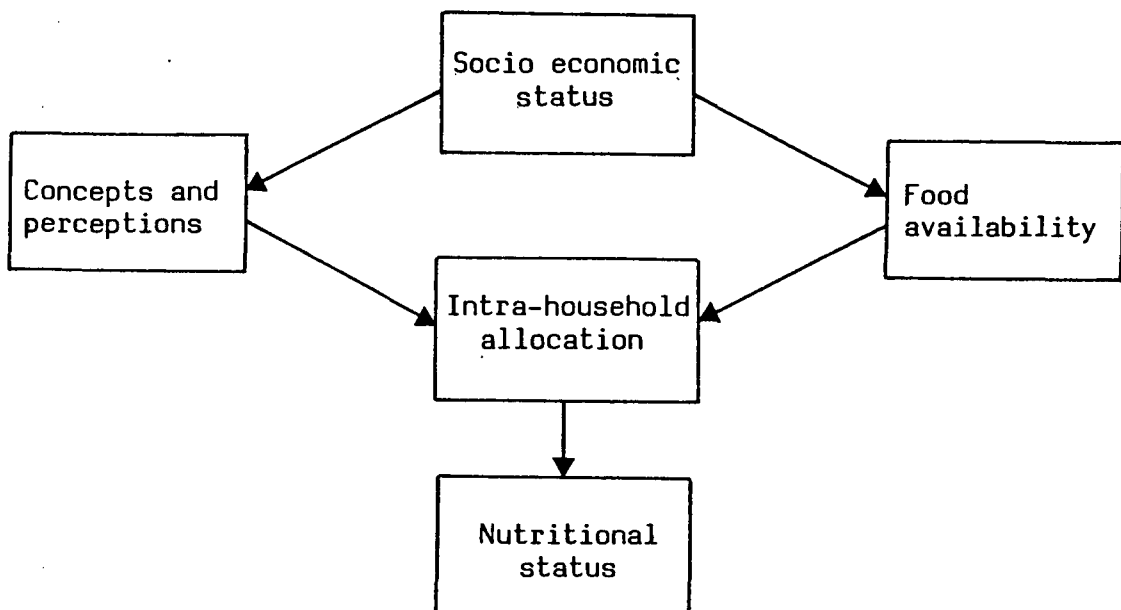 Socio economic
status
Concepts and
perceptions
Food
availability
Intra-household
allocation
Nutritional
status